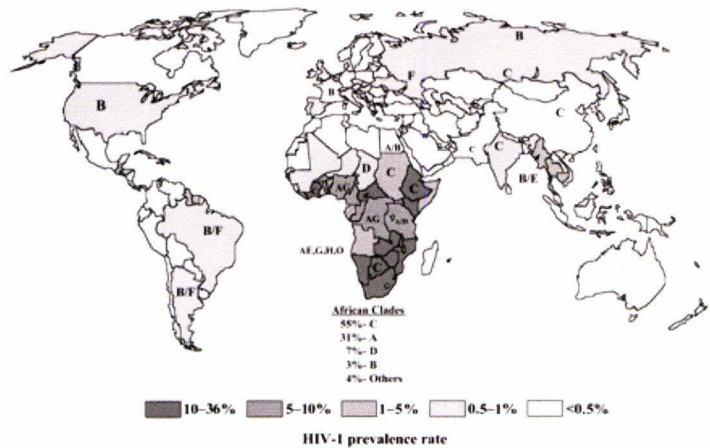 B
B
F
C
B
C
B
A/B
C
D
C
C
B/E
AG
C
AG
A/D
B/F
AE,G,H,O
C
B/F
C
African Clades
55%- C
31%- A
7%- D
3%- B
4%- Others
10–36% 5–10% 1–5% 0.5–1% <0.5%
HIV-1 prevalence rate